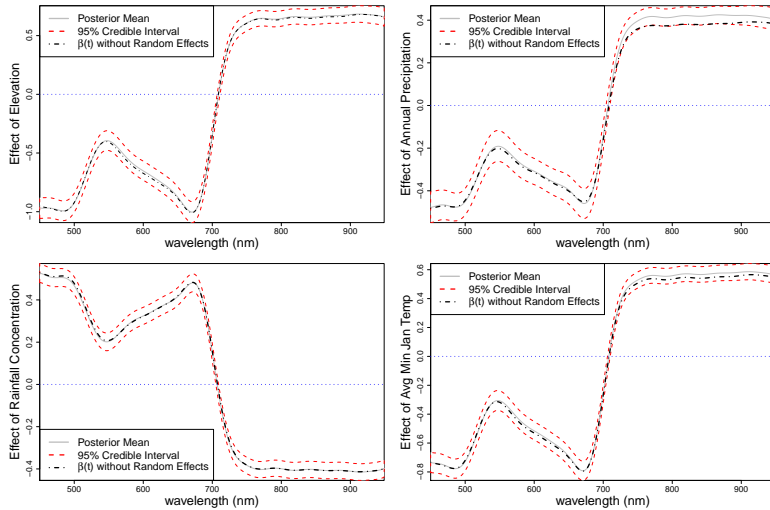 Effect of Elevation
0.5
0.0
-0.5
-1.0
Posterior Mean
95% Credible Interval
β(t) without Random Effects
500
600
700
800
900
wavelength (nm)
Effect of Annual Precipitation
0.4
0.2
0.0
-0.2
-0.4
Posterior Mean
95% Credible Interval
β(t) without Random Effects
500
600
700
800
900
wavelength (nm)
Effect of Rainfall Concentration
0.4
0.2
0.0
-0.2
-0.4
Posterior Mean
95% Credible Interval
β(t) without Random Effects
500
600
700
800
900
wavelength (nm)
Effect of Avg Min Jan Temp
0.6
0.4
0.2
0.0
-0.2
-0.4
-0.6
-0.8
Posterior Mean
95% Credible Interval
β(t) without Random Effects
500
600
700
800
900
wavelength (nm)